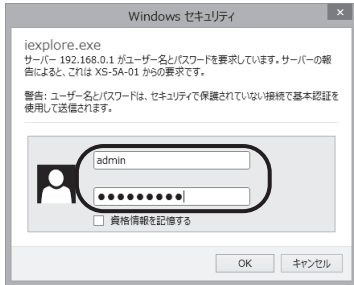 Windows セキュリティ
iexplore.exe
サーバー 192.168.0.1 がユーザー名とパスワードを要求しています。サーバーの報
告によると、これは XS-5A-01 からの要求です。
警告: ユーザー名とパスワードは、セキュリティで保護されていない接続で基本認証を
使用して送信されます。
admin
●●●●●●●●●
資格情報を記憶する
OK
キャンセル